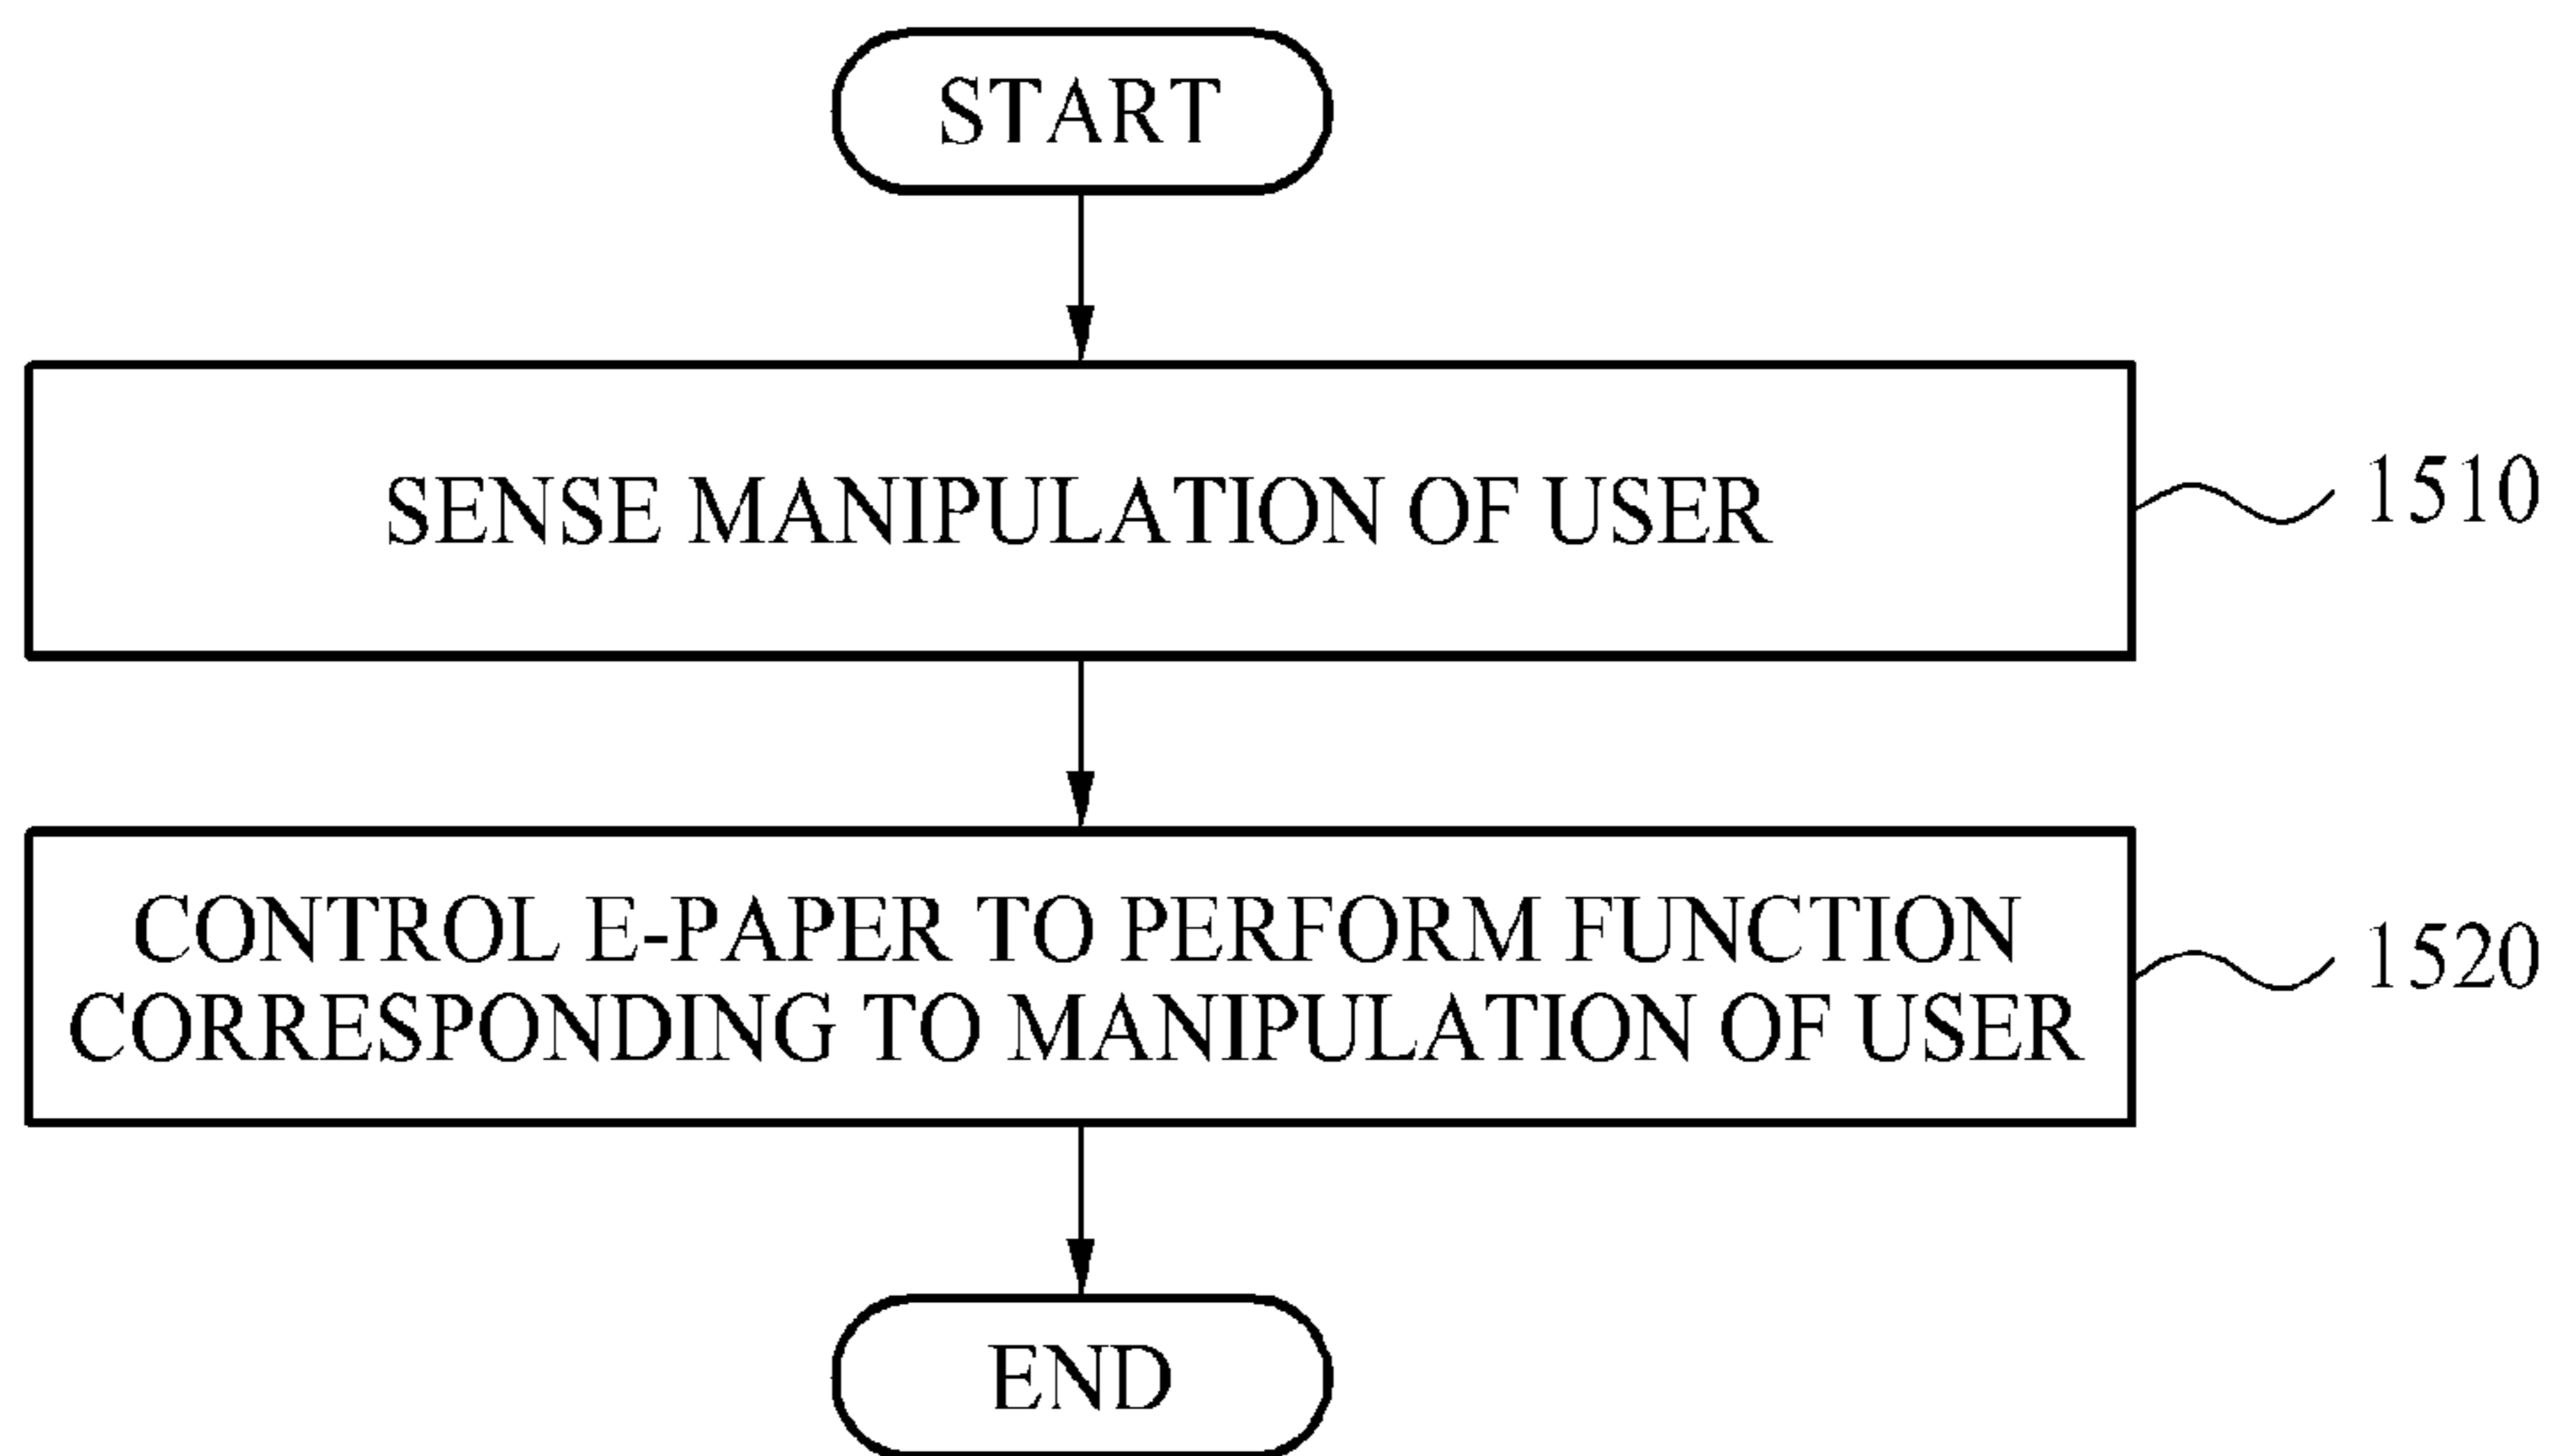 START
SENSE MANIPULATION OF USER
1510
CONTROL E-PAPER TO PERFORM FUNCTION
CORRESPONDING TO MANIPULATION OF USER
1520
END